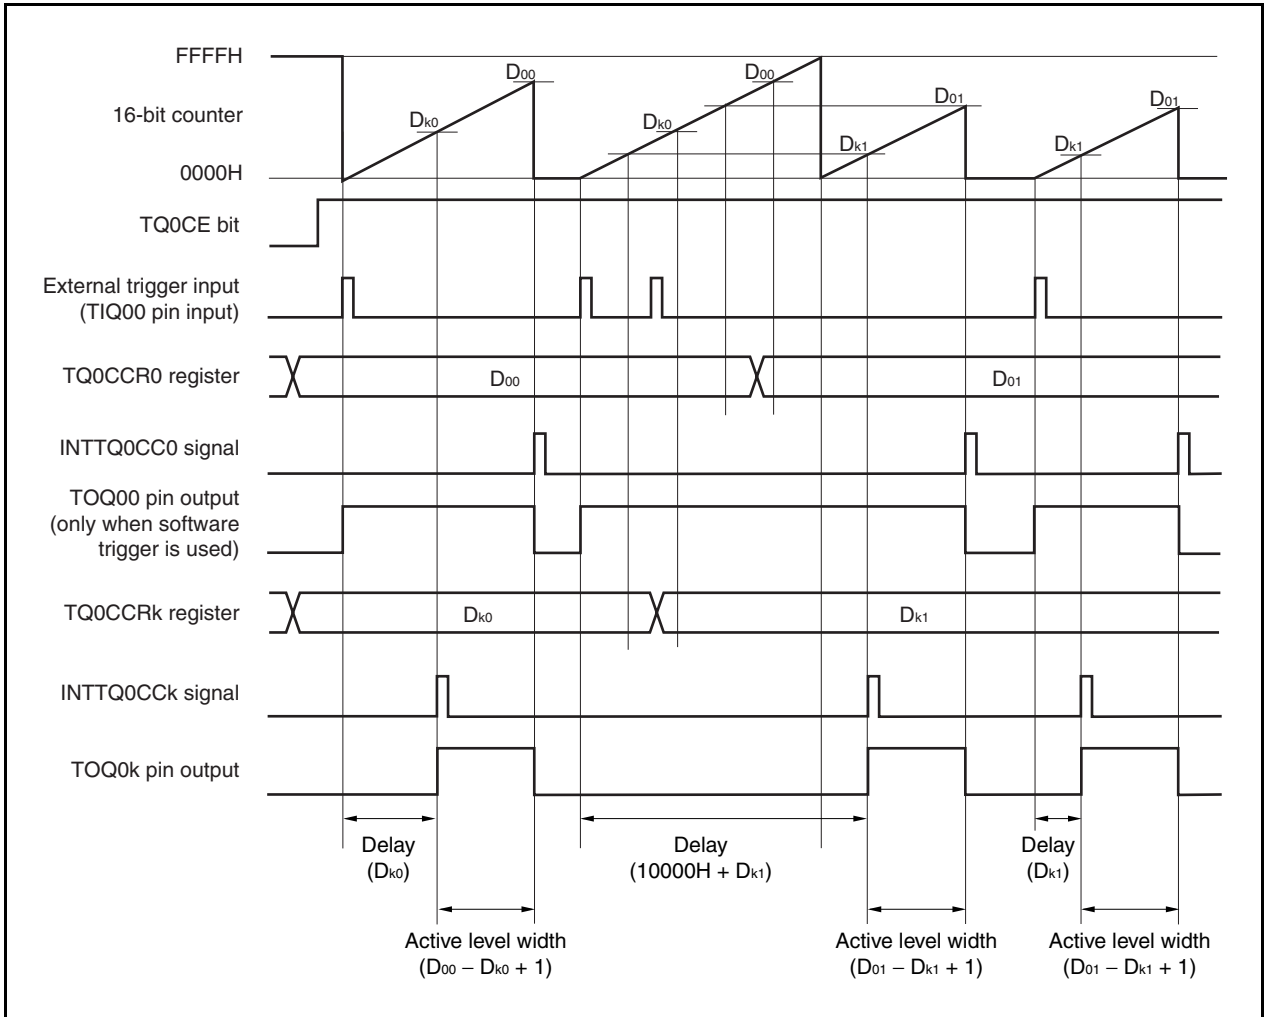 FFFFH
D00
D00
16-bit counter
Dk0
Dk0
D01
D01
Dk1
Dk1
0000H
TQ0CE bit
External trigger input
(TIQ00 pin input)
TQ0CCR0 register
D00
D01
INTTQ0CC0 signal
TOQ00 pin output
(only when software
trigger is used)
TQ0CCRk register
Dk0
Dk1
INTTQ0CCk signal
TOQ0k pin output
Delay
(Dk0)
Delay
(10000H + Dk1)
Delay
(Dk1)
Active level width
(D00 − Dk0 + 1)
Active level width
(D01 − Dk1 + 1)
Active level width
(D01 − Dk1 + 1)